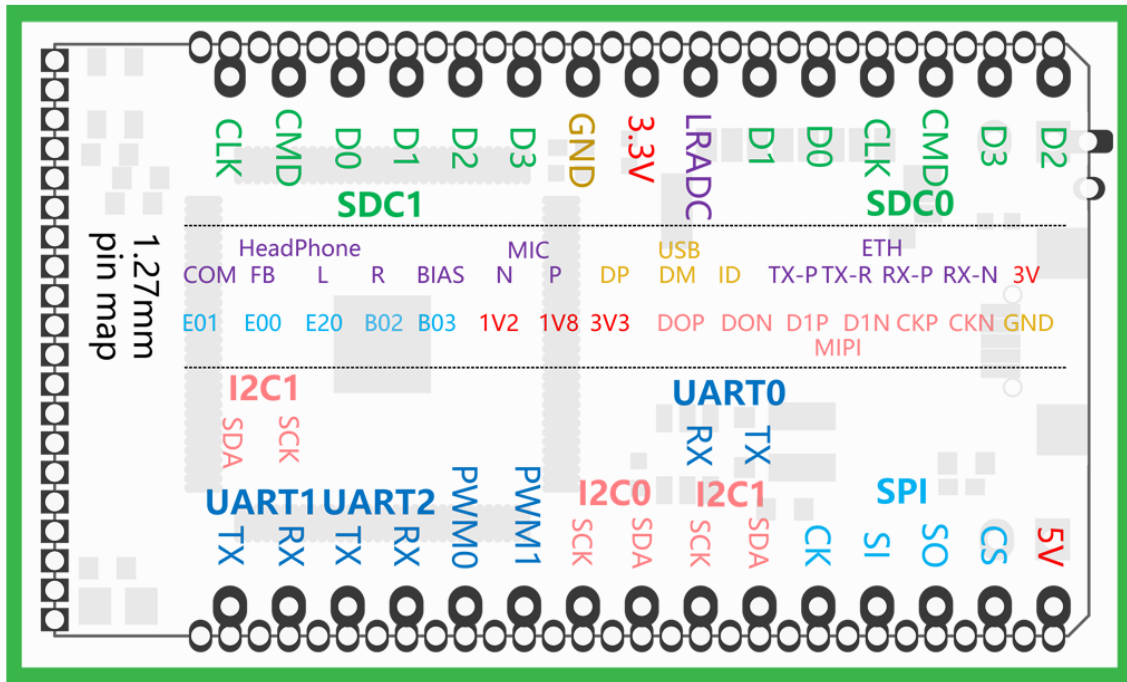 CLK CMD D0 D1 D2 D3 GND 3.3V LRADC D1 D0 CLK CMD D3 D2
SDC1 SDC0
HeadPhone MIC USB ETH
COM FB L R BIAS N P DP DM ID TX-P TX-R RX-P RX-N 3V
E01 E00 E20 B02 B03 1V2 1V8 3V3 DOP DON D1P D1N CKP CKN GND
MIPI
1.27mm
pin map
I2C1 UART0
SDA SCK RX TX
UART1 UART2 PWM0 PWM1 I2C0 I2C1 SPI
TX RX TX RX SCK SDA SCK SDA CK SI SO CS 5V